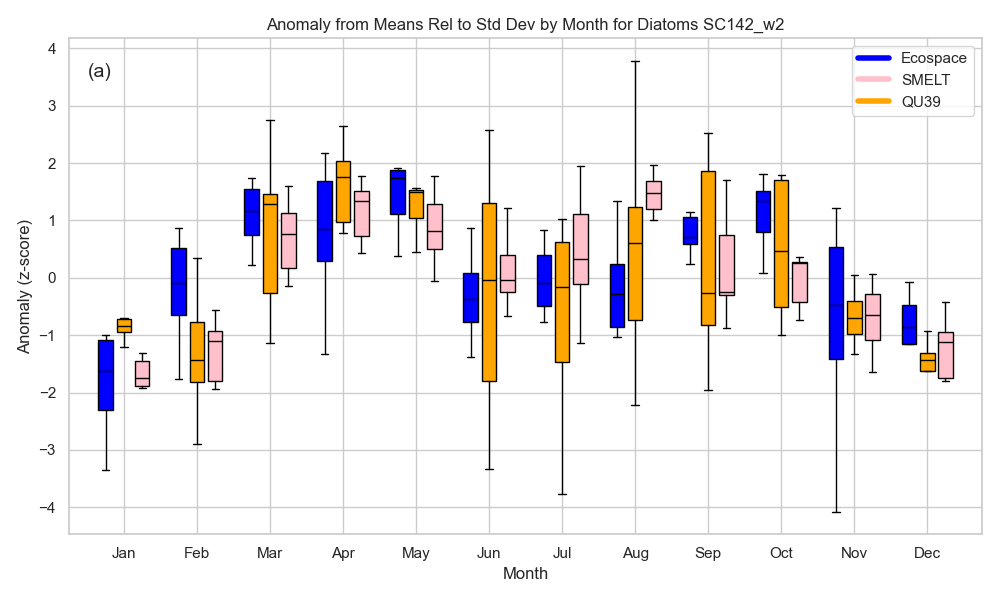 Anomaly from Means Rel to Std Dev by Month for Diatoms SC142_w2
(a)
Ecospace
SMELT
QU39
Anomaly (z-score)
4
3
2
1
0
−1
−2
−3
−4
Jan Feb Mar Apr May Jun Jul Aug Sep Oct Nov Dec
Month